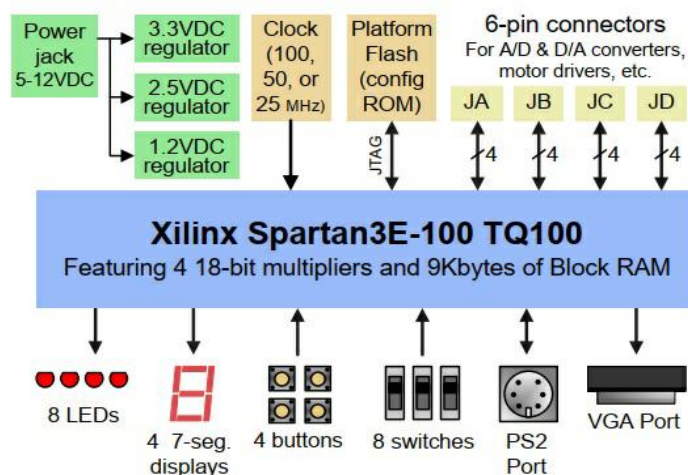 Power
jack
5-12VDC
3.3VDC
regulator
2.5VDC
regulator
1.2VDC
regulator
Clock
(100,
50, or
25 MHz)
Platform
Flash
(config
ROM)
6-pin connectors
For A/D & D/A converters,
motor drivers, etc.
JA
JB
JC
JD
JTAG
4
4
4
4
Xilinx Spartan3E-100 TQ100
Featuring 4 18-bit multipliers and 9Kbytes of Block RAM
8 LEDs
4 7-seg.
displays
4 buttons
8 switches
PS2
Port
VGA Port